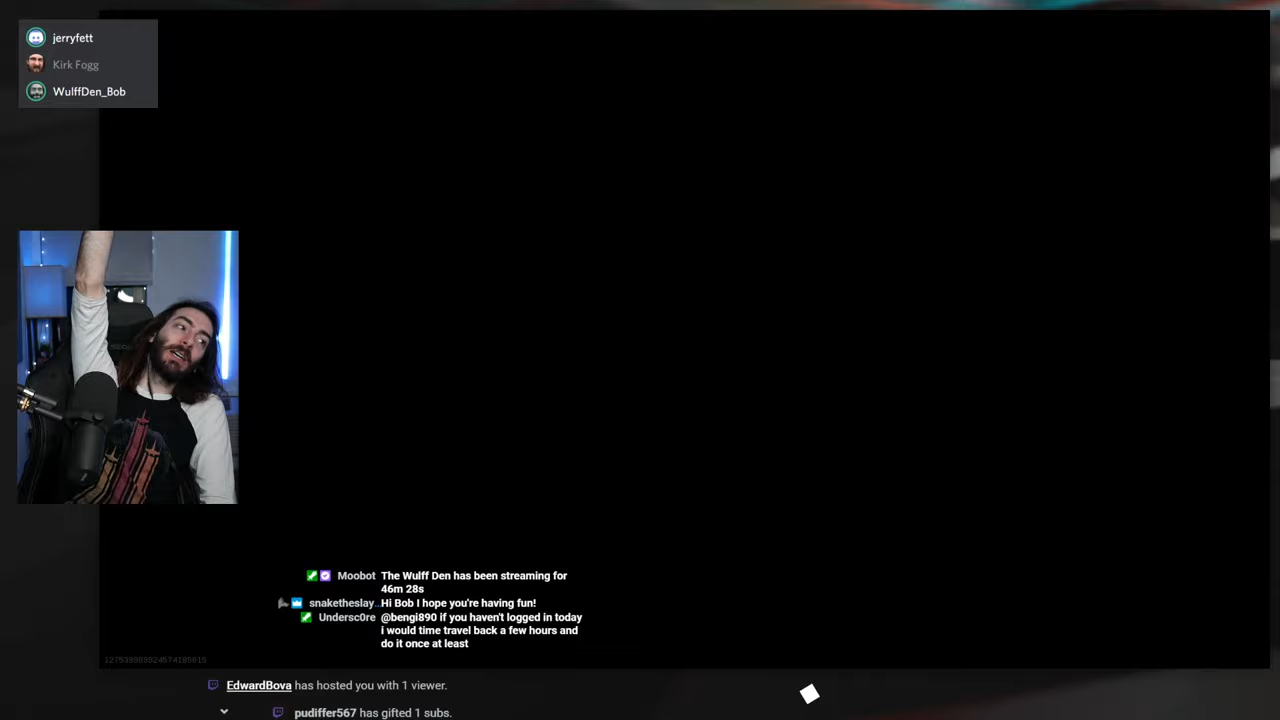 jerryfett
Kirk Fogg
WulffDen_Bob
Moobot The Wulff Den has been streaming for
46m 28s
snaketheslay... Hi Bob I hope you're having fun!
Undersc0re @bengi890 if you haven't logged in today
i would time travel back a few hours and
do it once at least
EdwardBova has hosted you with 1 viewer.
pudiffer567 has gifted 1 subs.